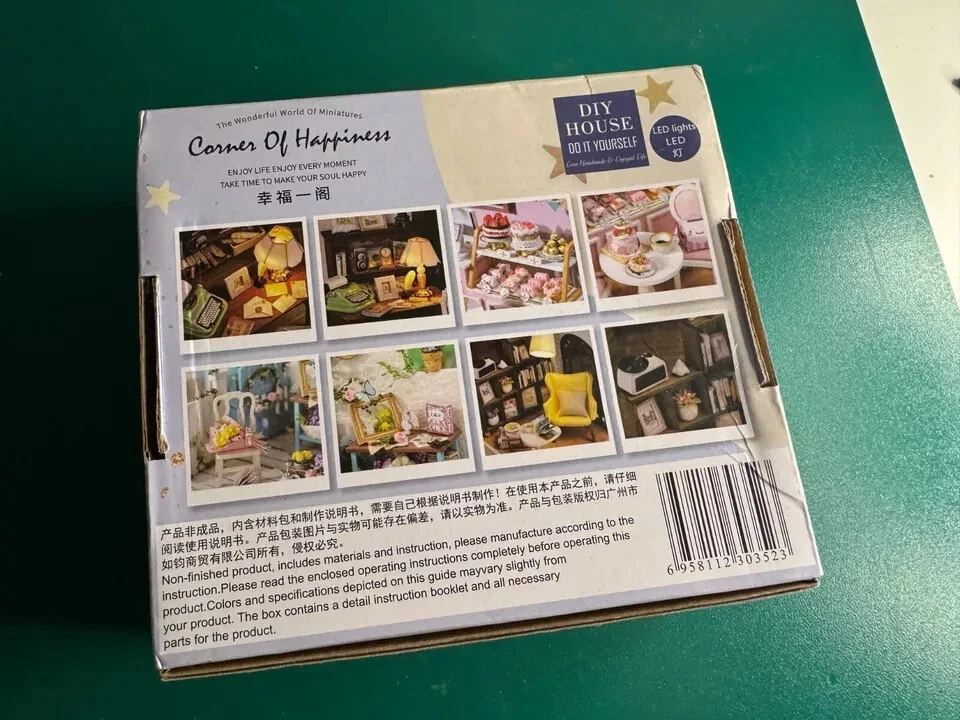 The Wonderful World Of Miniatures
Corner Of Happiness
ENJOY LIFE ENJOY EVERY MOMENT
TAKE TIME TO MAKE YOUR SOUL HAPPY
幸福一阁
DIY
HOUSE
DO IT YOURSELF
Love Handmade & Enjoyed Life
LED lights
LED
灯
产品非成品，内含材料包和制作说明书，需要自己根据说明书制作！在使用本产品之前，请仔细
阅读使用说明书。产品包装图片与实物可能存在偏差，请以实物为准。产品与包装版权归广州市
如钧商贸有限公司所有，侵权必究。
Non-finished product, includes materials and instruction, please manufacture according to the
instruction.Please read the enclosed operating instructions completely before operating this
product.Colors and specifications depicted on this guide mayvary slightly from
your product. The box contains a detail instruction booklet and all necessary
parts for the product.
6 958112 303523